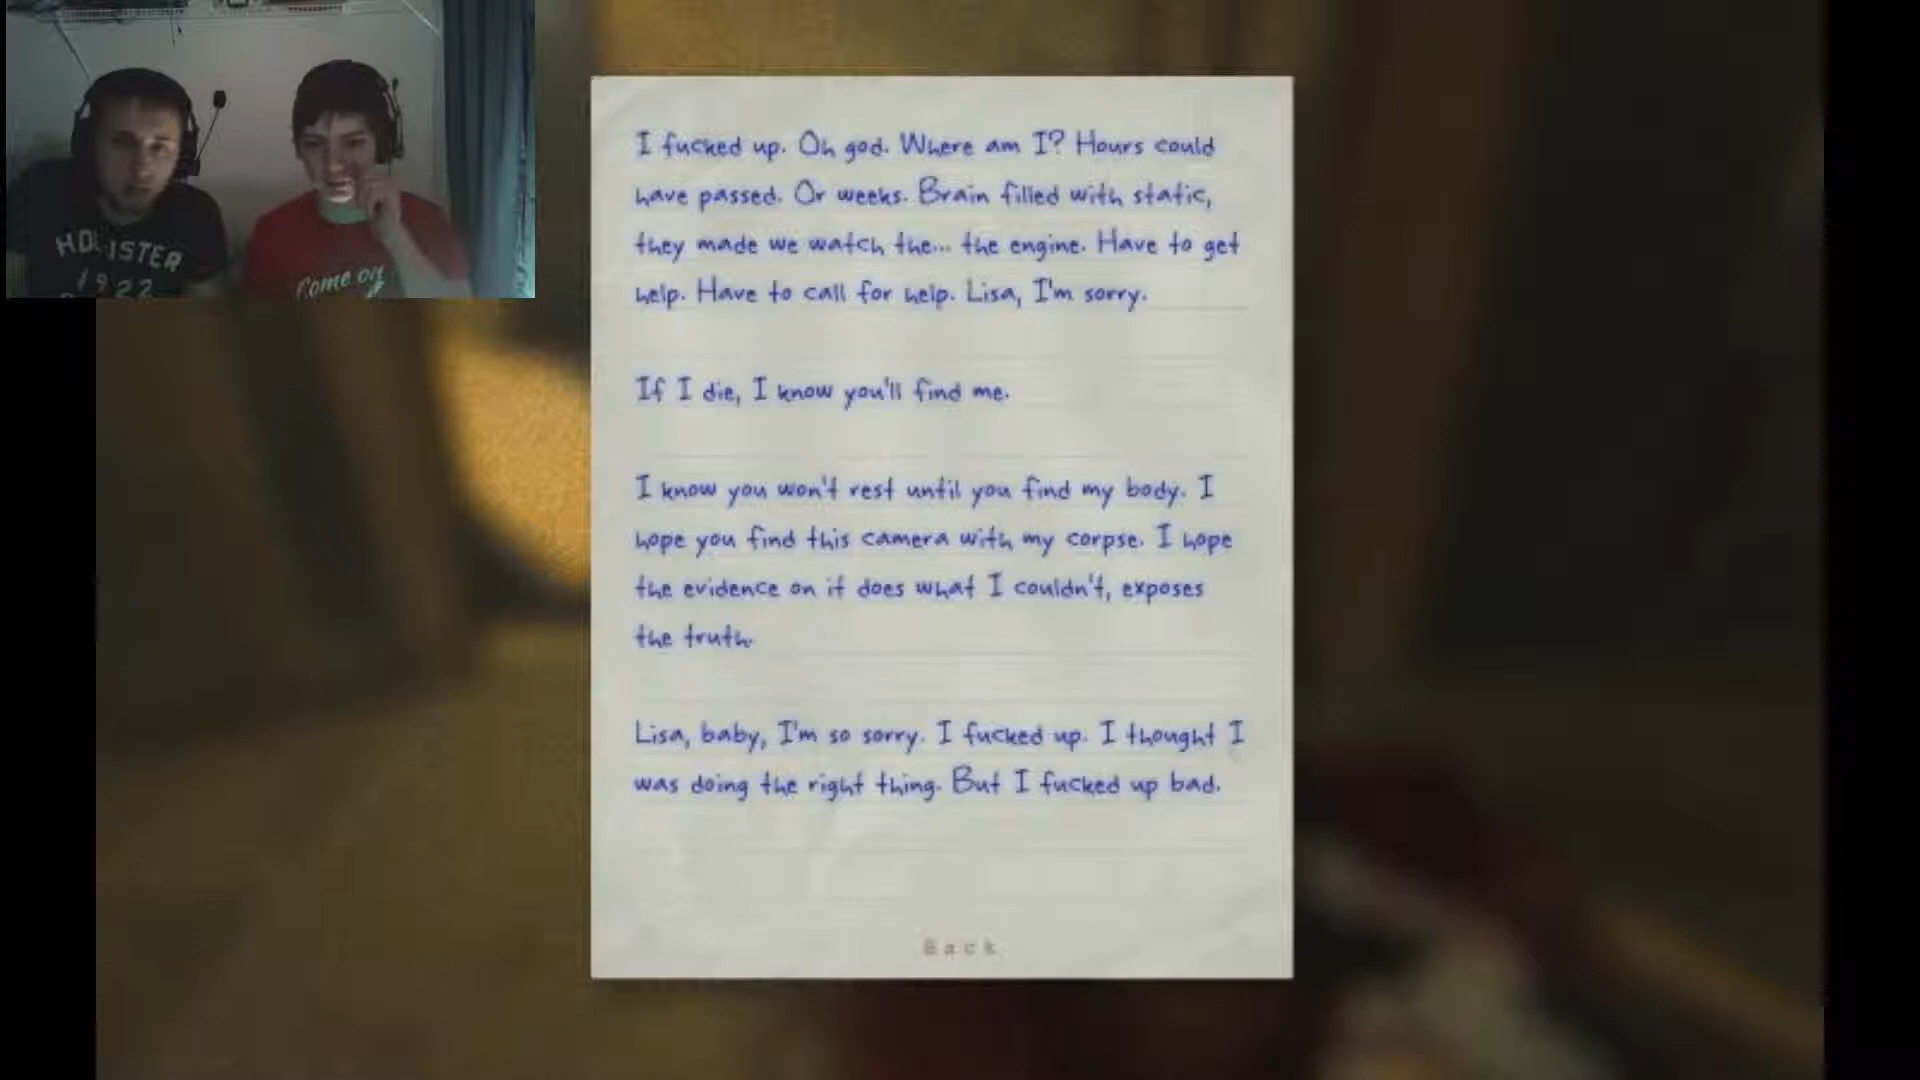 HOLLISTER
1922
Come on
I fucked up. Oh god. Where am I? Hours could
have passed. Or weeks. Brain filled with static,
they made we watch the... the engine. Have to get
help. Have to call for help. Lisa, I'm sorry.
If I die, I know you'll find me.
I know you won't rest until you find my body. I
hope you find this camera with my corpse. I hope
the evidence on it does what I couldn't, exposes
the truth.
Lisa, baby, I'm so sorry. I fucked up. I thought I
was doing the right thing. But I fucked up bad.
Back